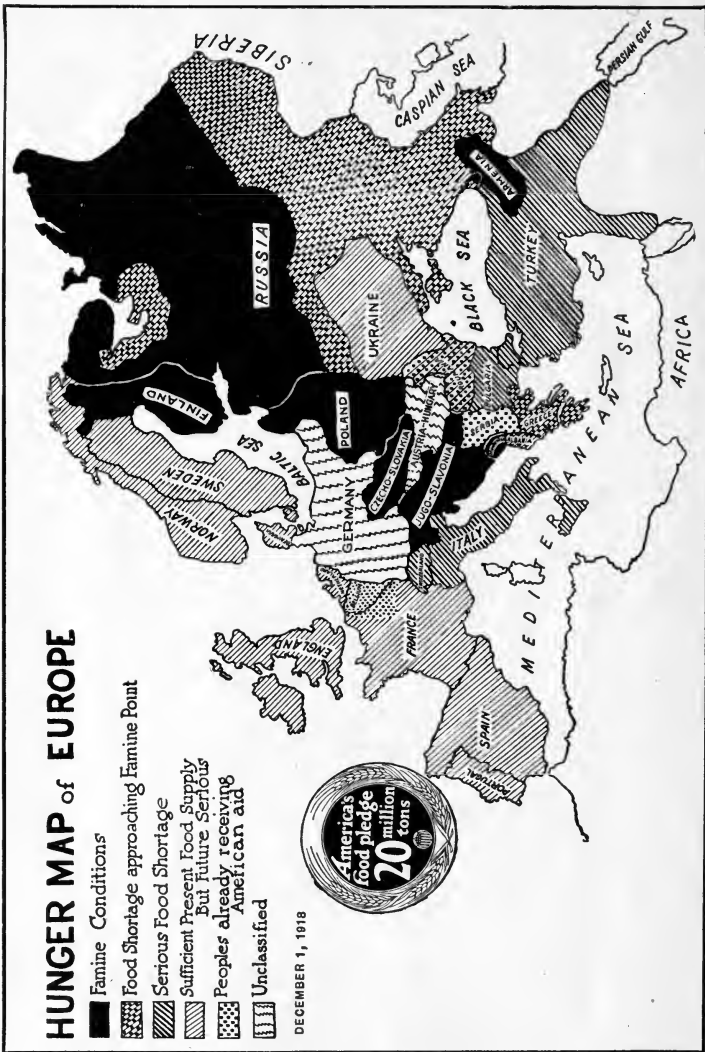 HUNGER MAP of EUROPE
Famine Conditions
Food Shortage approaching Famine Point
Serious Food Shortage
Sufficient Present Food Supply
But Future Serious
Peoples already receiving
American aid
Unclassified
DECEMBER 1, 1918
America's
food pledge
20 million
tons
SIBERIA
CASPIAN SEA
PERSIAN GULF
RUSSIA
ARMENIA
FINLAND
UKRAINE
BLACK SEA
TURKEY
NORWAY
SWEDEN
BALTIC SEA
POLAND
GERMANY
CZECHO-SLOVAKIA
AUSTRIA-HUNGARY
JUGO-SLAVONIA
SERBIA
BULGARIA
GREECE
ENGLAND
FRANCE
ITALY
SPAIN
PORTUGAL
MEDITERRANEAN SEA
AFRICA